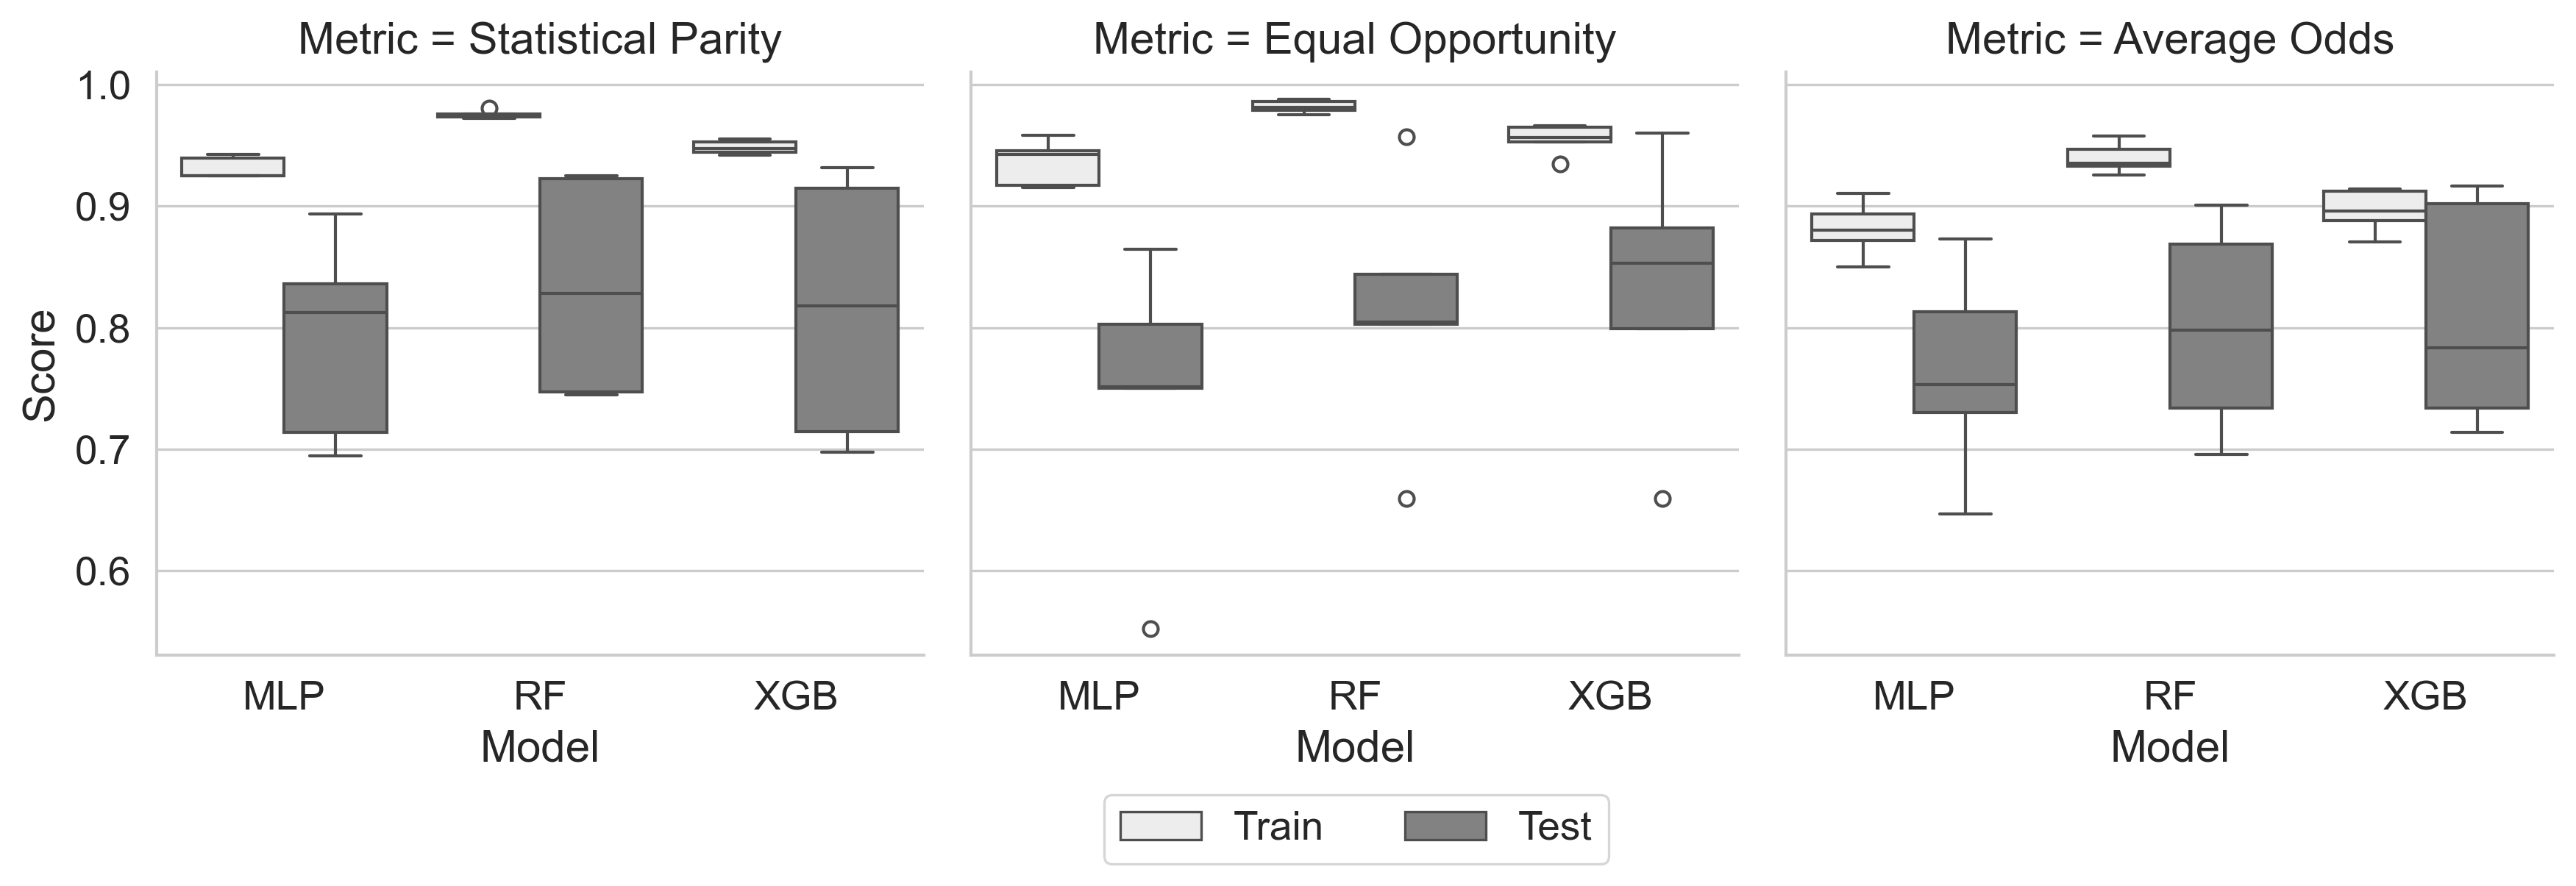 Metric = Statistical Parity
Metric = Equal Opportunity
Metric = Average Odds
1.0
0.9
0.8
0.7
0.6
Score
MLP RF XGB
MLP RF XGB
MLP RF XGB
Model
Model
Model
Train
Test